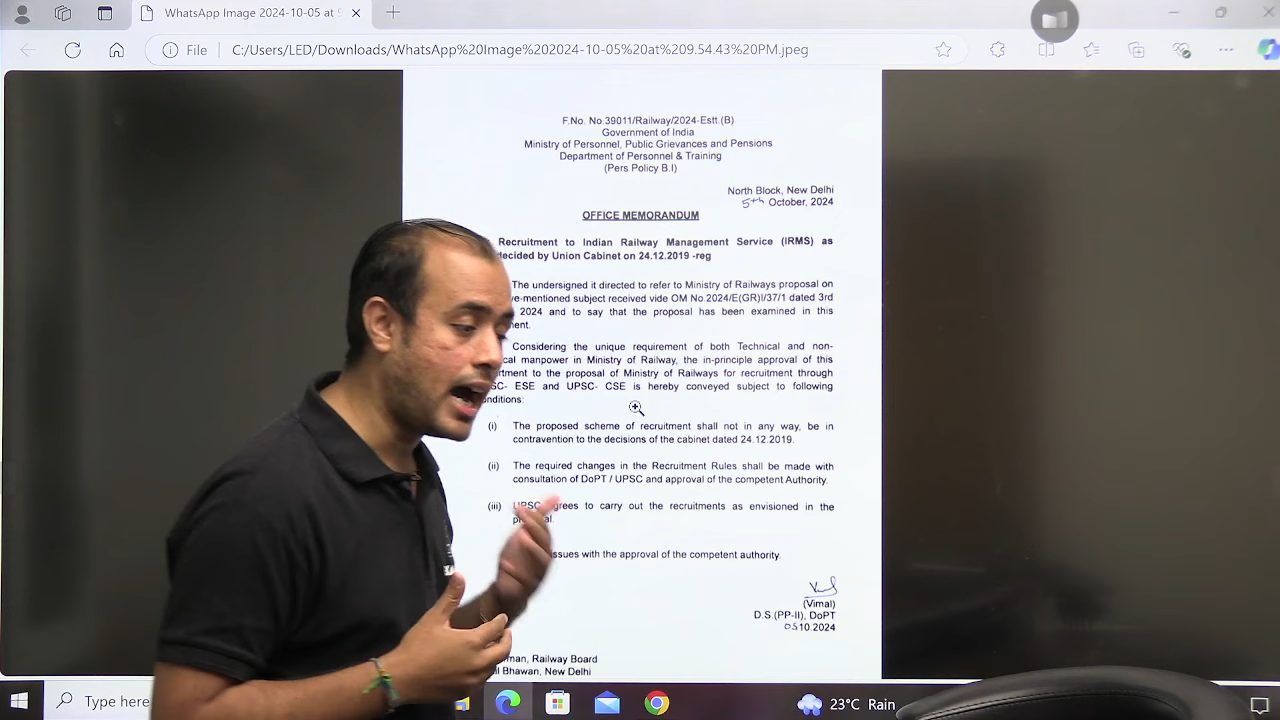 WhatsApp Image 2024-10-05 at
File C:/Users/LED/Downloads/WhatsApp%20Image%202024-10-05%20at%209.54.43%20PM.jpeg
F.No. No.39011/Railway/2024-Estt.(B)
Government of India
Ministry of Personnel, Public Grievances and Pensions
Department of Personnel & Training
(Pers Policy B.I)
North Block, New Delhi
5th October, 2024
OFFICE MEMORANDUM
Recruitment to Indian Railway Management Service (IRMS) as
decided by Union Cabinet on 24.12.2019 -reg
The undersigned it directed to refer to Ministry of Railways proposal on
subject received vide OM No.2024/E(GR)I/37/1 dated 3rd
2024 and to say that the proposal has been examined in this
Considering the unique requirement of both Technical and non-
manpower in Ministry of Railway, the in-principle approval of this
to the proposal of Ministry of Railways for recruitment through
ESE and UPSC- CSE is hereby conveyed subject to following
(i) The proposed scheme of recruitment shall not in any way, be in
contravention to the decisions of the cabinet dated 24.12.2019.
(ii) The required changes in the Recruitment Rules shall be made with
consultation of DoPT / UPSC and approval of the competent Authority.
(iii) UPSC agrees to carry out the recruitments as envisioned in the
issues with the approval of the competent authority.
(Vimal)
D.S.(PP-II), DoPT
05.10.2024
Railway Board
Bhawan, New Delhi
Type here
23°C Rain